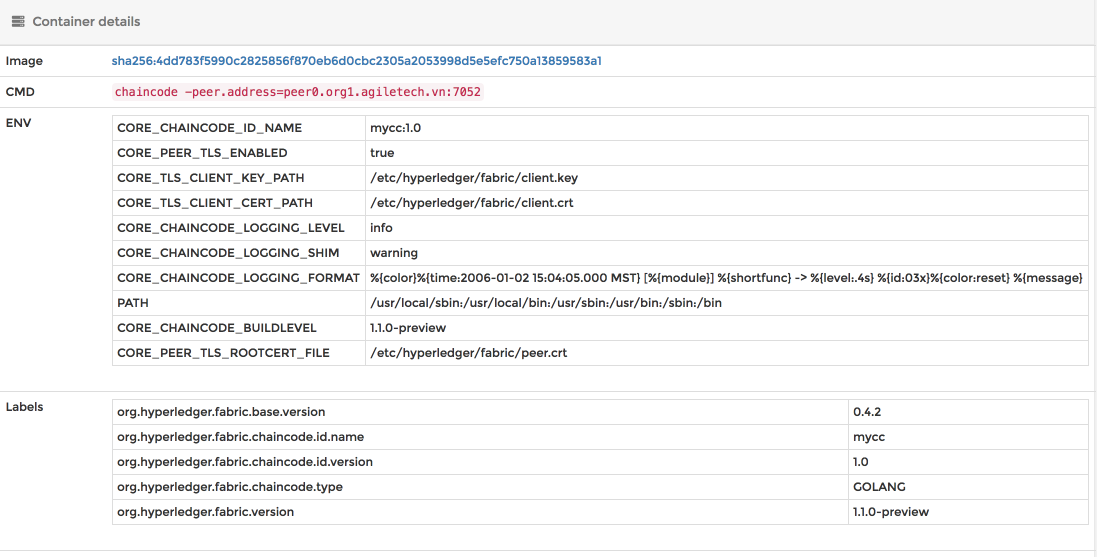 Container details
Image sha256:4dd783f5990c2825856f870eb6d0cbc2305a2053998d5e5efc750a13859583a1
CMD chaincode -peer.address=peer0.org1.agiletech.vn:7052
ENV
CORE_CHAINCODE_ID_NAME mycc:1.0
CORE_PEER_TLS_ENABLED true
CORE_TLS_CLIENT_KEY_PATH /etc/hyperledger/fabric/client.key
CORE_TLS_CLIENT_CERT_PATH /etc/hyperledger/fabric/client.crt
CORE_CHAINCODE_LOGGING_LEVEL info
CORE_CHAINCODE_LOGGING_SHIM warning
CORE_CHAINCODE_LOGGING_FORMAT %{color}%{time:2006-01-02 15:04:05.000 MST} [%{module}] %{shortfunc} -> %{level:.4s} %{id:03x}%{color:reset} %{message}
PATH /usr/local/sbin:/usr/local/bin:/usr/sbin:/usr/bin:/sbin:/bin
CORE_CHAINCODE_BUILDLEVEL 1.1.0-preview
CORE_PEER_TLS_ROOTCERT_FILE /etc/hyperledger/fabric/peer.crt
Labels
org.hyperledger.fabric.base.version 0.4.2
org.hyperledger.fabric.chaincode.id.name mycc
org.hyperledger.fabric.chaincode.id.version 1.0
org.hyperledger.fabric.chaincode.type GOLANG
org.hyperledger.fabric.version 1.1.0-preview